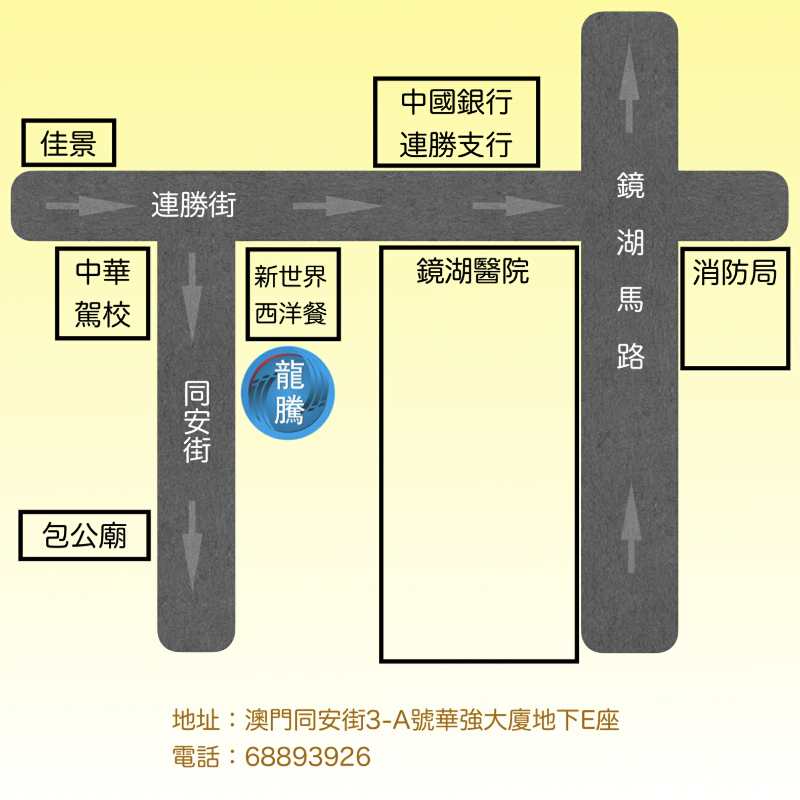 中國銀行
連勝支行
佳景
連勝街
鏡湖馬路
中華
駕校
新世界
西洋餐
鏡湖醫院
消防局
龍騰
同安街
包公廟
地址：澳門同安街3-A號華強大廈地下E座
電話：68893926